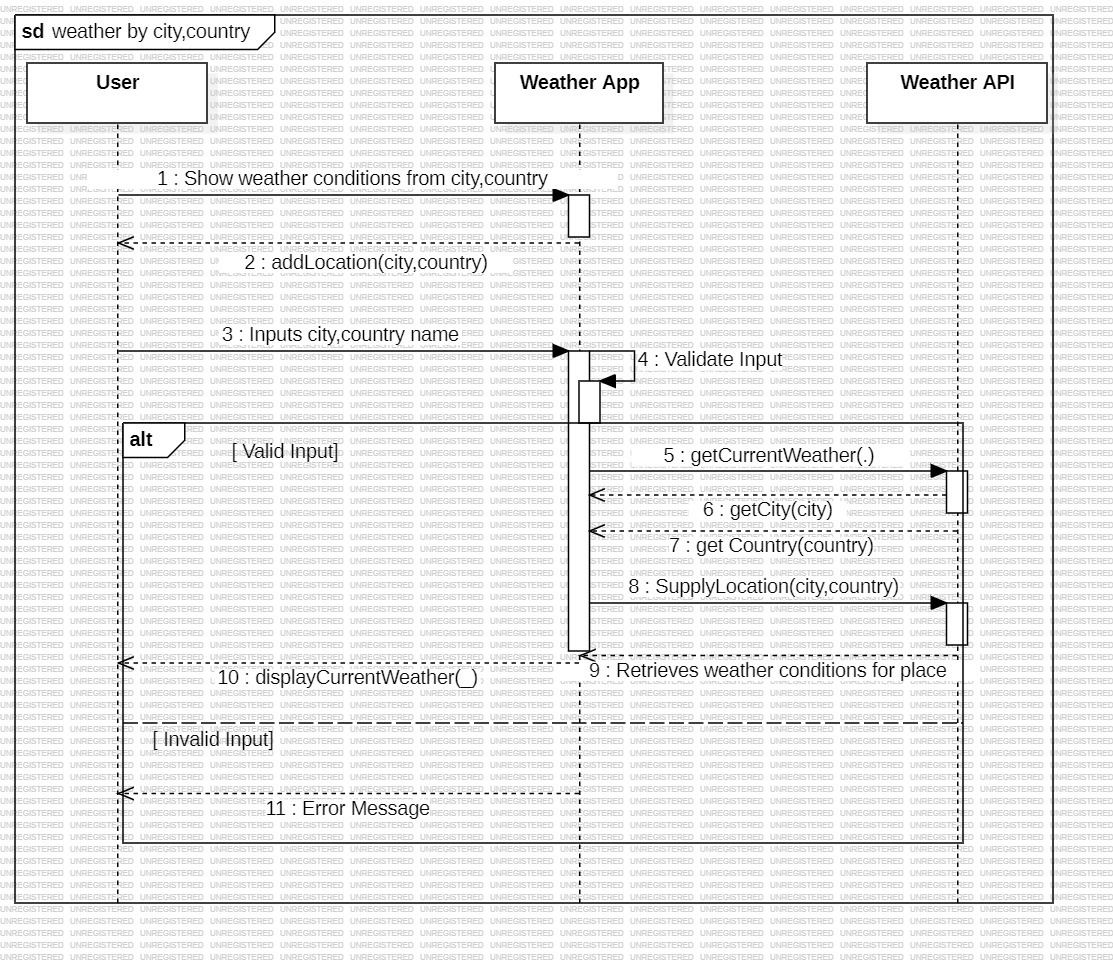 sd weather by city,country
User
Weather App
Weather API
1 : Show weather conditions from city,country
2 : addLocation(city,country)
3 : Inputs city,country name
4 : Validate Input
alt
[ Valid Input]
5 : getCurrentWeather(.)
6 : getCity(city)
7 : get Country(country)
8 : SupplyLocation(city,country)
9 : Retrieves weather conditions for place
10 : displayCurrentWeather(_)
[ Invalid Input]
11 : Error Message
UNREGISTERED